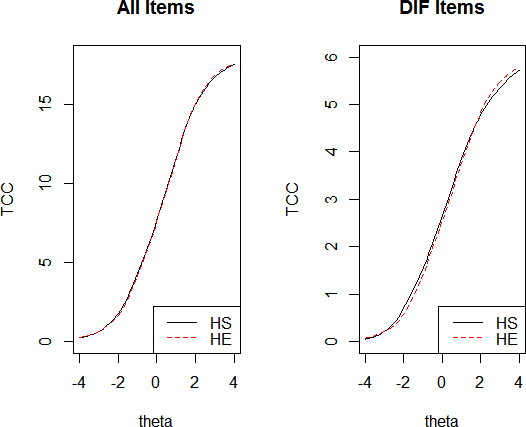 All Items
TCC
15
10
5
0
-4 -2 0 2 4
theta
HS
HE
DIF Items
TCC
6
5
4
3
2
1
0
-4 -2 0 2 4
theta
HS
HE